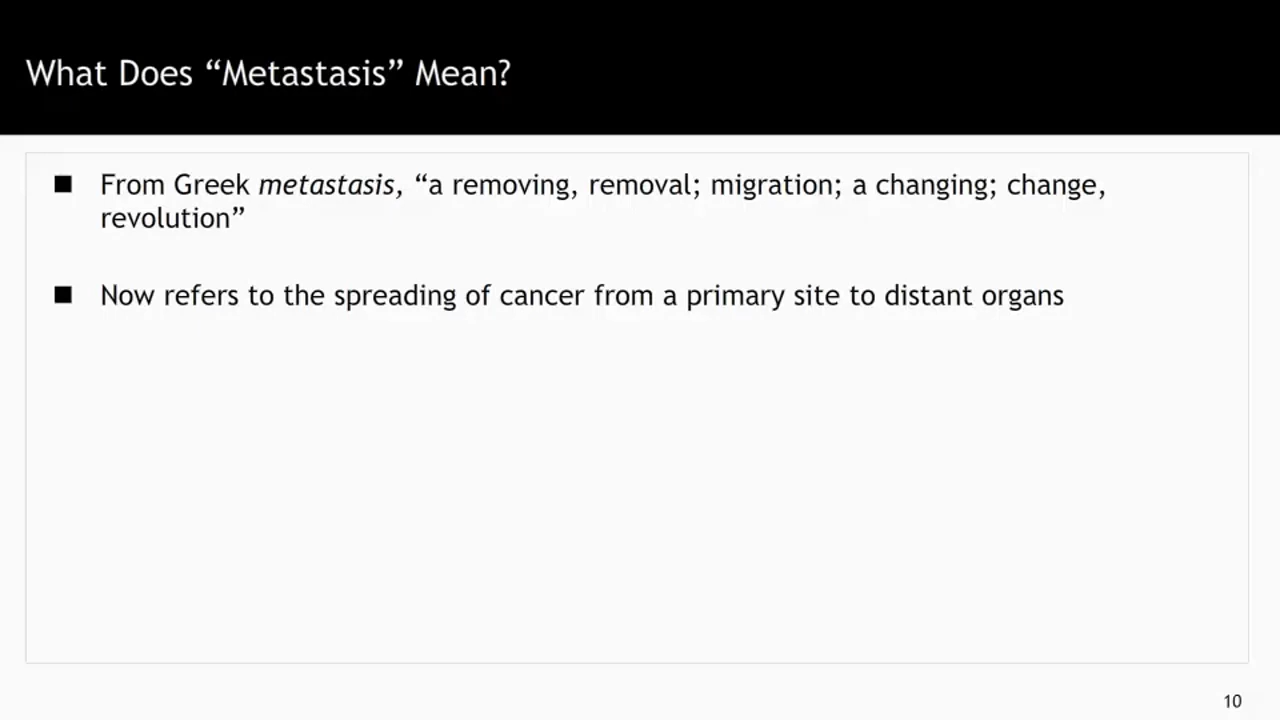 What Does “Metastasis” Mean?
■ From Greek metastasis, “a removing, removal; migration; a changing; change,
revolution”
■ Now refers to the spreading of cancer from a primary site to distant organs
10